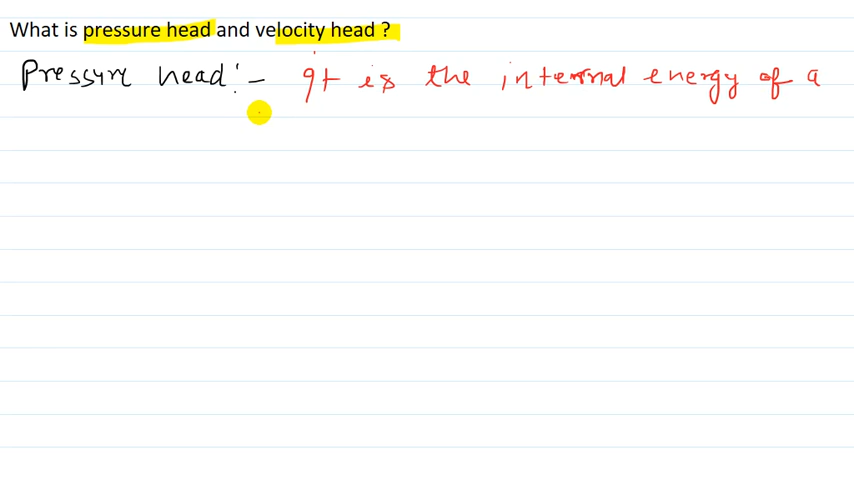 What is pressure head and velocity head ?
Pressure head :- It is the internal energy of a